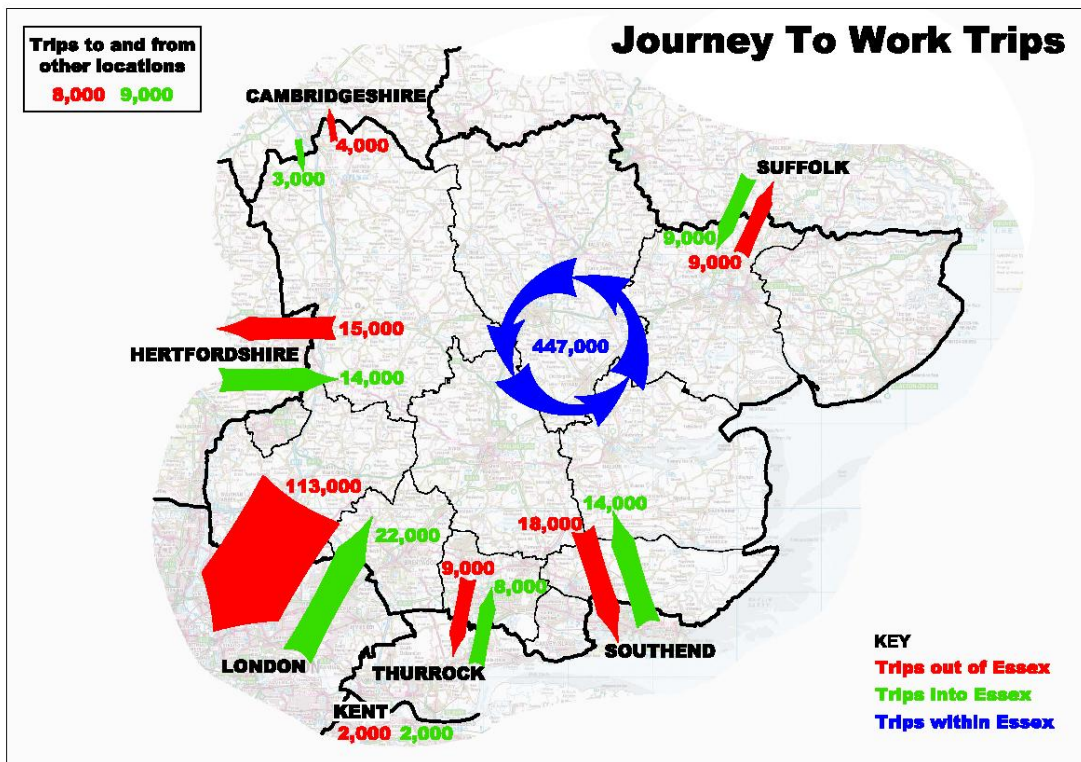 Journey To Work Trips
Trips to and from
other locations
8,000 9,000
CAMBRIDGESHIRE
4,000
3,000
SUFFOLK
9,000
9,000
15,000
HERTFORDSHIRE
14,000
447,000
113,000
22,000
18,000
14,000
9,000
8,000
LONDON
THURROCK
SOUTHEND
KENT
2,000 2,000
KEY
Trips out of Essex
Trips into Essex
Trips within Essex